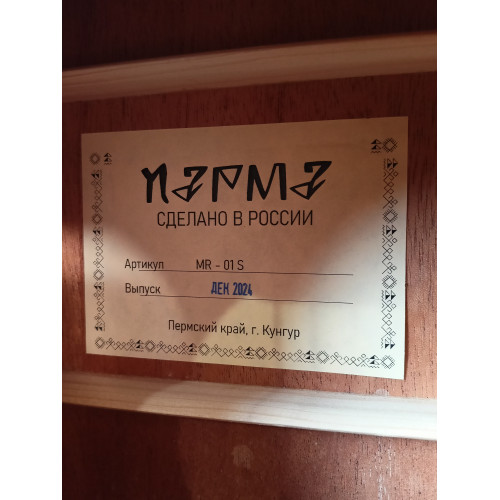 ПАРМА
СДЕЛАНО В РОССИИ
Артикул MR - 01 S
Выпуск ДЕК 2024
Пермский край, г. Кунгур